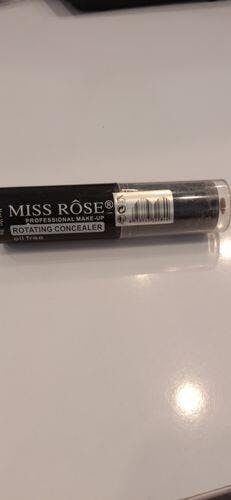 MISS RÔSE®
PROFESSIONAL MAKE-UP
ROTATING CONCEALER
oil free